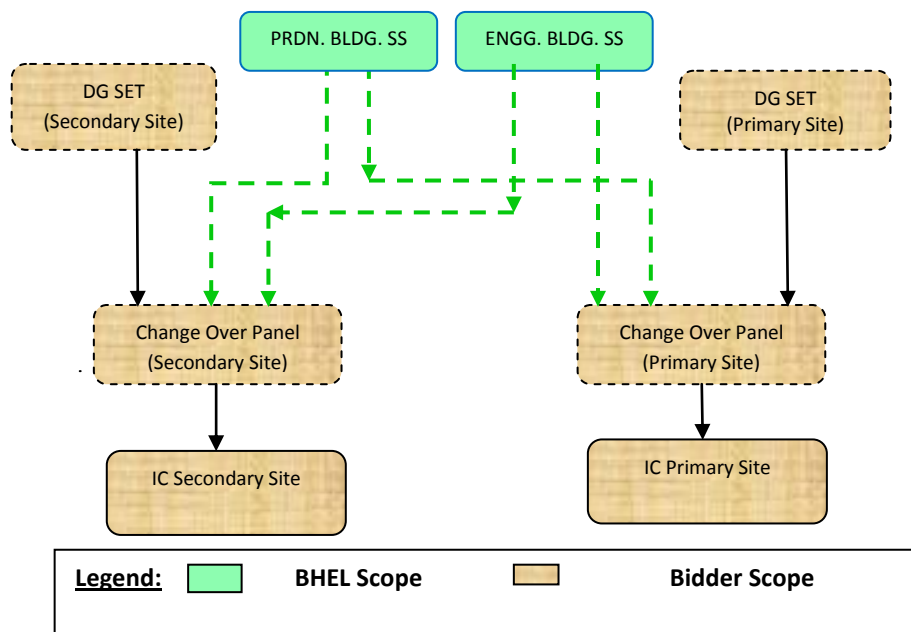 PRDN. BLDG. SS
ENGG. BLDG. SS
DG SET
(Secondary Site)
DG SET
(Primary Site)
Change Over Panel
(Secondary Site)
Change Over Panel
(Primary Site)
.
IC Secondary Site
IC Primary Site
Legend: BHEL Scope Bidder Scope